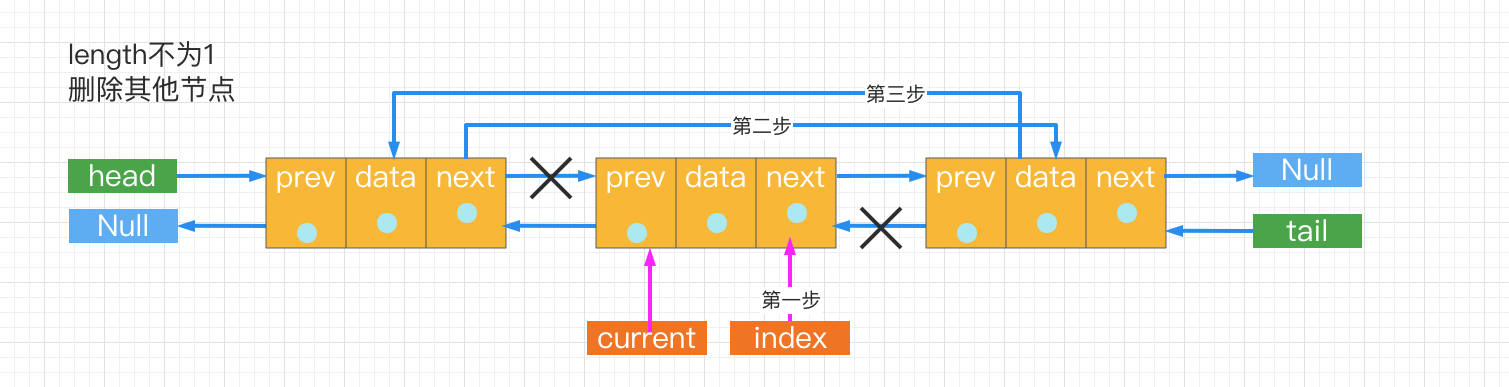 length不为1
删除其他节点
第三步
第二步
head
prev data next
prev data next
prev data next
Null
Null
tail
第一步
current
index